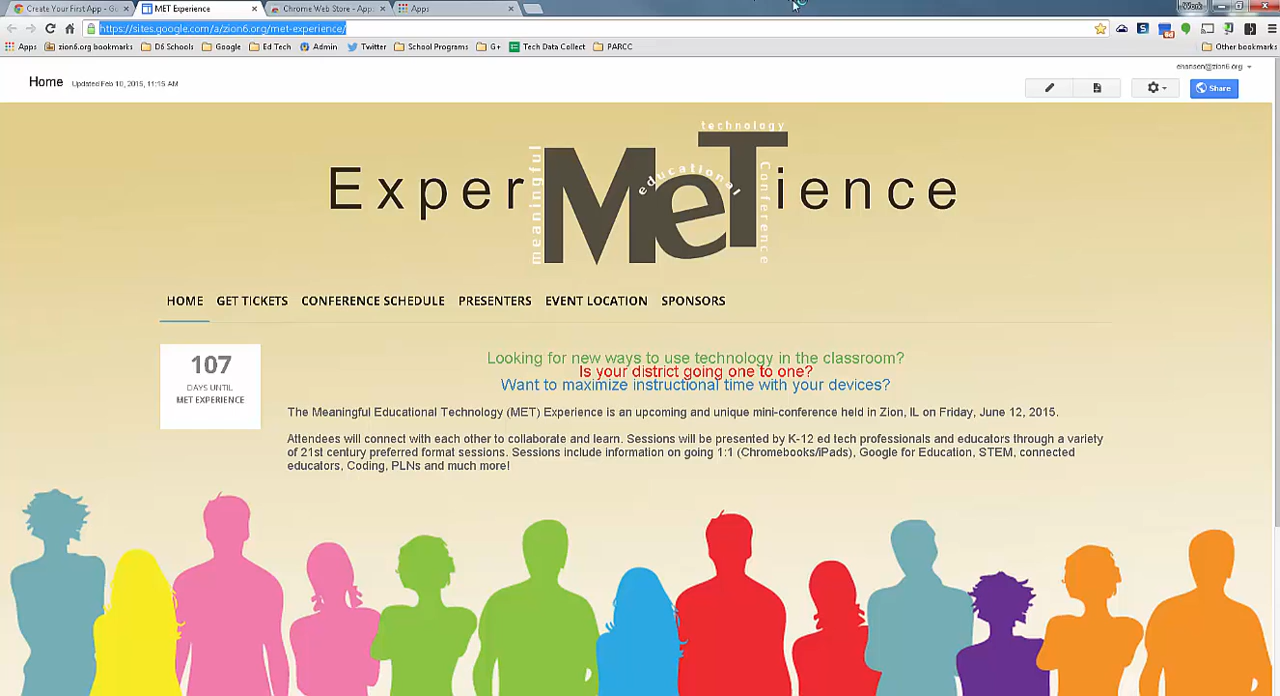 Create Your First App - Go
MET Experience
Chrome Web Store - Apps
Apps
Work
https://sites.google.com/a/zion6.org/met-experience/
Apps
zion6.org bookmarks
D6 Schools
Google
Ed Tech
Admin
Twitter
School Programs
G+
Tech Data Collect
PARCC
Other bookmarks
ehansen@zion6.org
Home
Updated Feb 10, 2015, 11:15 AM
Share
technology
Exper MeT ience
meaningful
educational
Conference
HOME
GET TICKETS
CONFERENCE SCHEDULE
PRESENTERS
EVENT LOCATION
SPONSORS
107
DAYS UNTIL
MET EXPERIENCE
Looking for new ways to use technology in the classroom?
Is your district going one to one?
Want to maximize instructional time with your devices?
The Meaningful Educational Technology (MET) Experience is an upcoming and unique mini-conference held in Zion, IL on Friday, June 12, 2015.
Attendees will connect with each other to collaborate and learn. Sessions will be presented by K-12 ed tech professionals and educators through a variety
of 21st century preferred format sessions. Sessions include information on going 1:1 (Chromebooks/iPads), Google for Education, STEM, connected
educators, Coding, PLNs and much more!